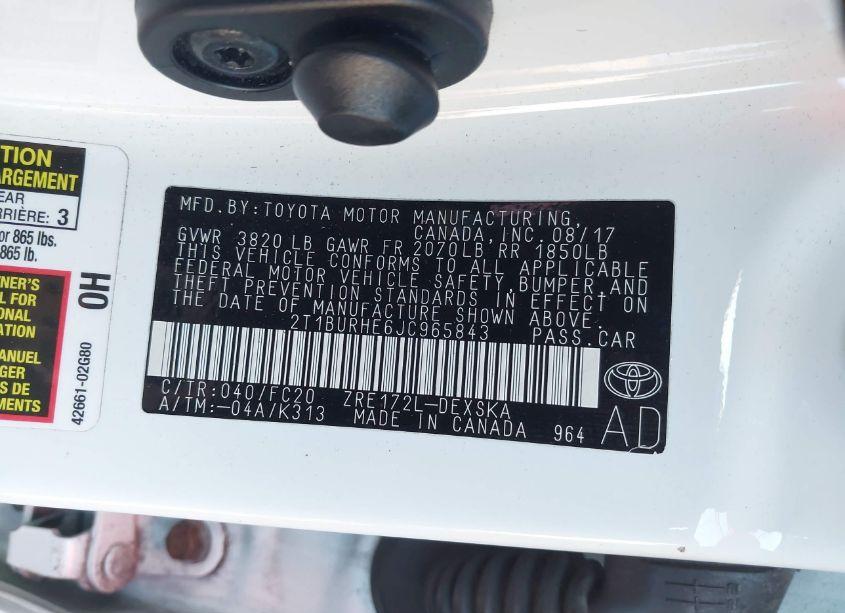 TION
ARGEMENT
EAR
ARRIÈRE: 3
or 865 lbs.
865 lb.
NER'S
L FOR
ONAL
ATION
MANUEL
GER
S DE
OH
42661-02G80
MFD.BY:TOYOTA MOTOR MANUFACTURING,
CANADA, INC. 08/17
GVWR 3820 LB GAWR FR 2070LB RR 1850LB
THIS VEHICLE CONFORMS TO ALL APPLICABLE
FEDERAL MOTOR VEHICLE SAFETY,BUMPER,AND
THEFT PREVENTION STANDARDS IN EFFECT ON
THE DATE OF MANUFACTURE SHOWN ABOVE.
2T1BURHE6JC965843 PASS.CAR
C/TR:040/FC20 ZRE172L-DEXSKA
A/TM:-04A/K313 MADE IN CANADA 964
AD